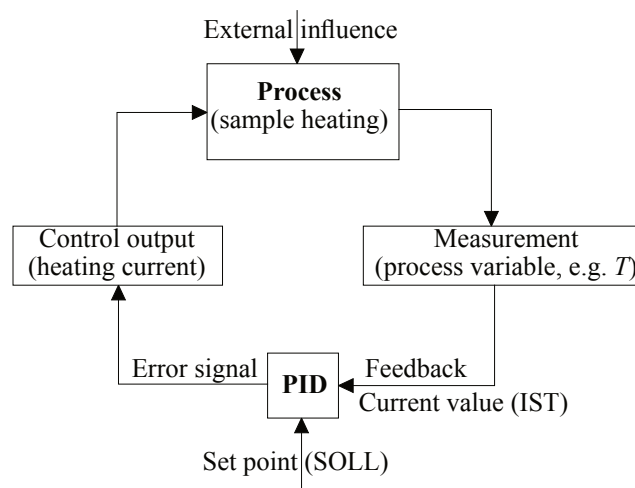 External influence
Process
(sample heating)
Control output
(heating current)
Measurement
(process variable, e.g. T)
Error signal
PID
Feedback
Current value (IST)
Set point (SOLL)